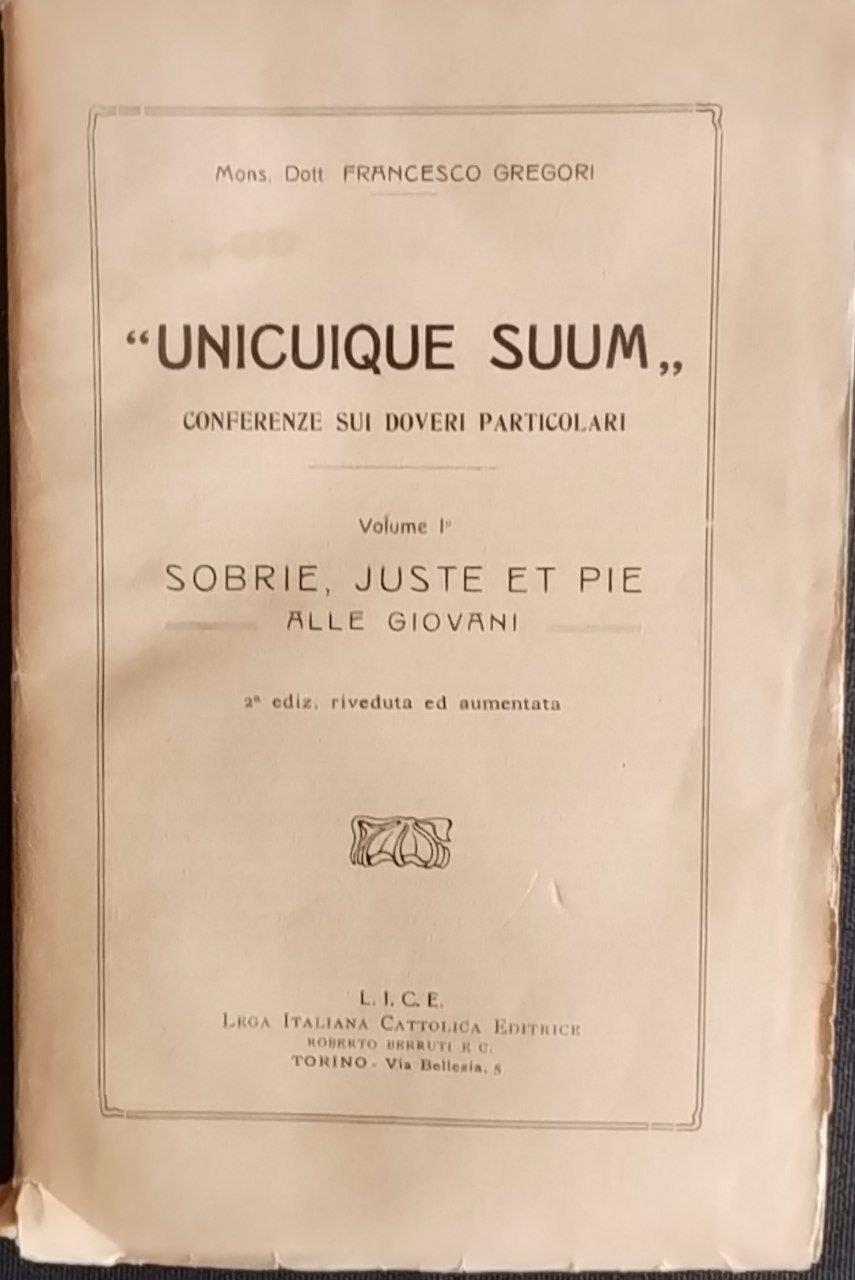 Mons. Dott FRANCESCO GREGORI
“UNICUIQUE SUUM„
CONFERENZE SUI DOVERI PARTICOLARI
Volume Iº
SOBRIE, JUSTE ET PIE
ALLE GIOVANI
2ª ediz. riveduta ed aumentata
L. I. C. E.
LEGA ITALIANA CATTOLICA EDITRICE
ROBERTO BERRUTI E C.
TORINO - Via Bellezia, 5